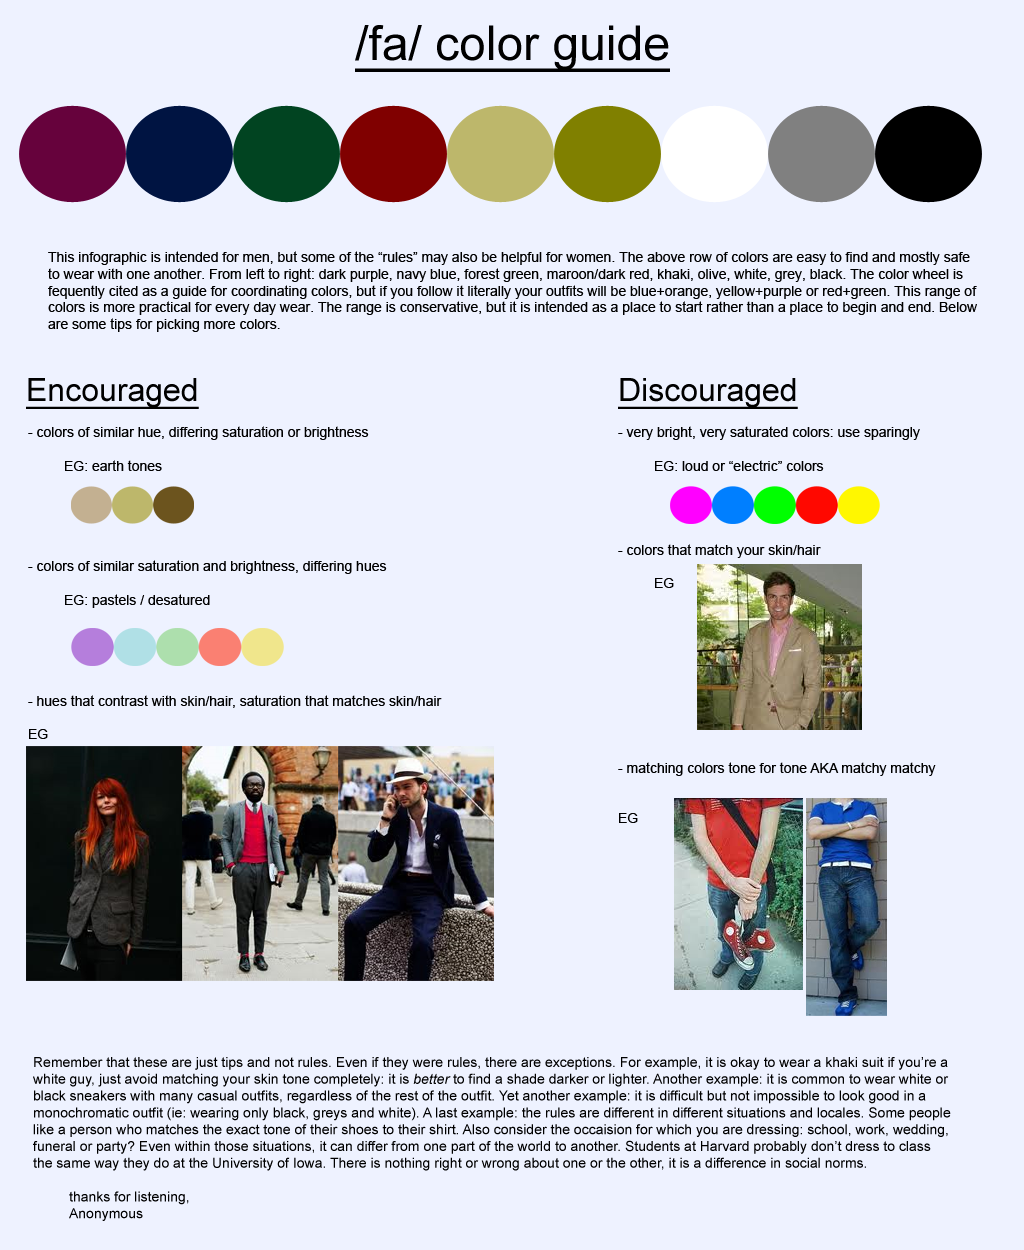 /fa/ color guide
This infographic is intended for men, but some of the “rules” may also be helpful for women. The above row of colors are easy to find and mostly safe
to wear with one another. From left to right: dark purple, navy blue, forest green, maroon/dark red, khaki, olive, white, grey, black. The color wheel is
fequently cited as a guide for coordinating colors, but if you follow it literally your outfits will be blue+orange, yellow+purple or red+green. This range of
colors is more practical for every day wear. The range is conservative, but it is intended as a place to start rather than a place to begin and end. Below
are some tips for picking more colors.
Encouraged
- colors of similar hue, differing saturation or brightness
EG: earth tones
- colors of similar saturation and brightness, differing hues
EG: pastels / desatured
- hues that contrast with skin/hair, saturation that matches skin/hair
EG
Discouraged
- very bright, very saturated colors: use sparingly
EG: loud or “electric” colors
- colors that match your skin/hair
EG
- matching colors tone for tone AKA matchy matchy
EG
Remember that these are just tips and not rules. Even if they were rules, there are exceptions. For example, it is okay to wear a khaki suit if you’re a
white guy, just avoid matching your skin tone completely: it is better to find a shade darker or lighter. Another example: it is common to wear white or
black sneakers with many casual outfits, regardless of the rest of the outfit. Yet another example: it is difficult but not impossible to look good in a
monochromatic outfit (ie: wearing only black, greys and white). A last example: the rules are different in different situations and locales. Some people
like a person who matches the exact tone of their shoes to their shirt. Also consider the occaision for which you are dressing: school, work, wedding,
funeral or party? Even within those situations, it can differ from one part of the world to another. Students at Harvard probably don’t dress to class
the same way they do at the University of Iowa. There is nothing right or wrong about one or the other, it is a difference in social norms.
thanks for listening,
Anonymous